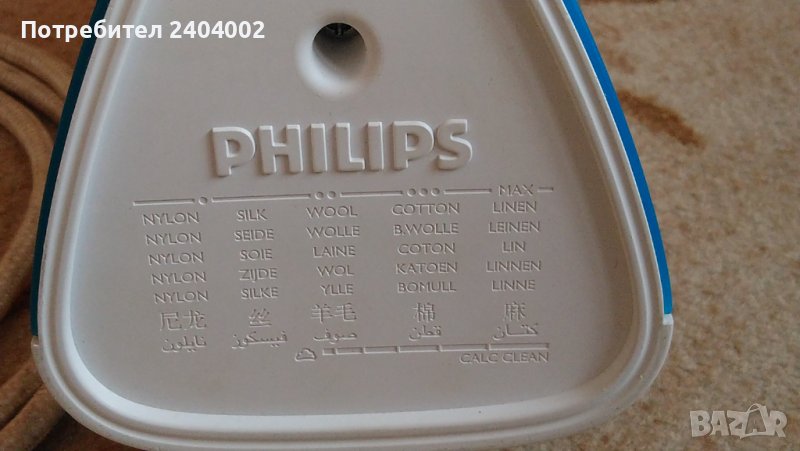 Потребител 2404002
PHILIPS
MAX
NYLON SILK WOOL COTTON LINEN
NYLON SEIDE WOLLE B.WOLLE LEINEN
NYLON SOIE LAINE COTON LIN
NYLON ZIJDE WOL KATOEN LINNEN
NYLON SILKE YLLE BOMULL LINNE
尼龙 丝 羊毛 棉 麻
نايلون فيسكوز صوف قطن كتان
CALC CLEAN
BAZAR